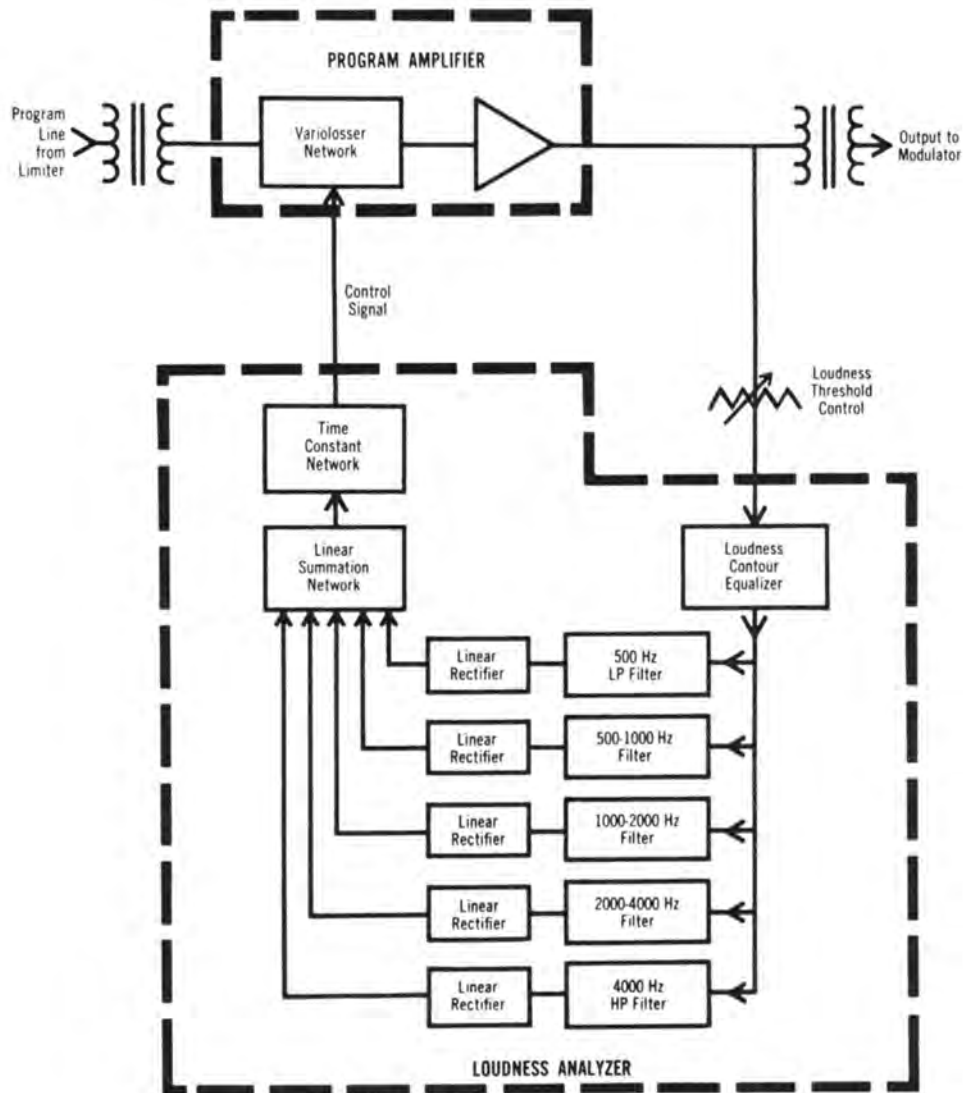 PROGRAM AMPLIFIER
Program
Line
from
Limiter
Variolosser
Network
Output to
Modulator
Control
Signal
Loudness
Threshold
Control
Time
Constant
Network
Linear
Summation
Network
Loudness
Contour
Equalizer
Linear
Rectifier
500 Hz
LP Filter
Linear
Rectifier
500-1000 Hz
Filter
Linear
Rectifier
1000-2000 Hz
Filter
Linear
Rectifier
2000-4000 Hz
Filter
Linear
Rectifier
4000 Hz
HP Filter
LOUDNESS ANALYZER